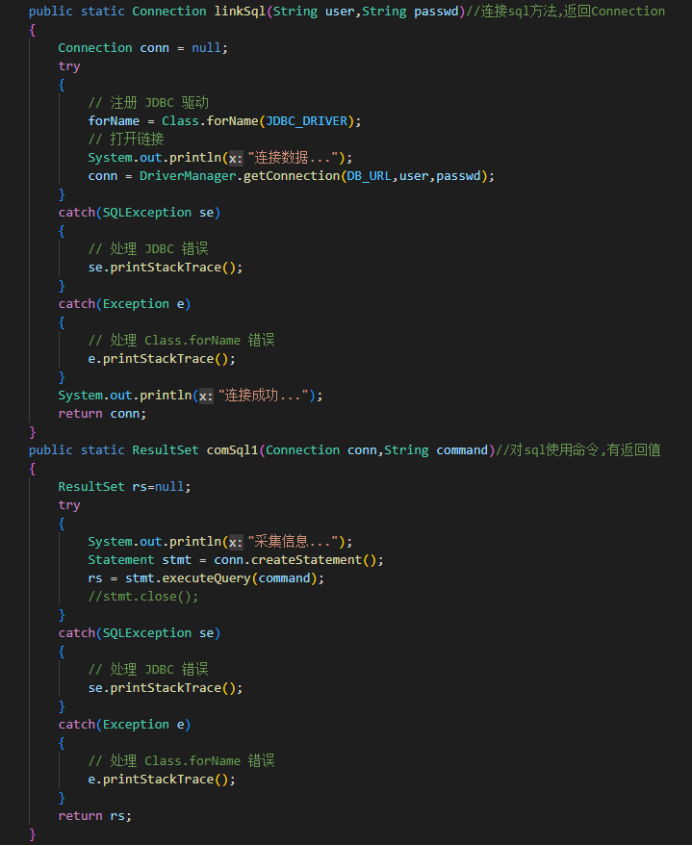 public static Connection linkSql(String user,String passwd)//连接sql方法,返回Connection
{
    Connection conn = null;
    try
    {
        // 注册 JDBC 驱动
        forName = Class.forName(JDBC_DRIVER);
        // 打开链接
        System.out.println(x: "连接数据...");
        conn = DriverManager.getConnection(DB_URL,user,passwd);
    }
    catch(SQLException se)
    {
        // 处理 JDBC 错误
        se.printStackTrace();
    }
    catch(Exception e)
    {
        // 处理 Class.forName 错误
        e.printStackTrace();
    }
    System.out.println(x: "连接成功...");
    return conn;
}
public static ResultSet comSql1(Connection conn,String command)//对sql使用命令,有返回值
{
    ResultSet rs=null;
    try
    {
        System.out.println(x: "采集信息...");
        Statement stmt = conn.createStatement();
        rs = stmt.executeQuery(command);
        //stmt.close();
    }
    catch(SQLException se)
    {
        // 处理 JDBC 错误
        se.printStackTrace();
    }
    catch(Exception e)
    {
        // 处理 Class.forName 错误
        e.printStackTrace();
    }
    return rs;
}